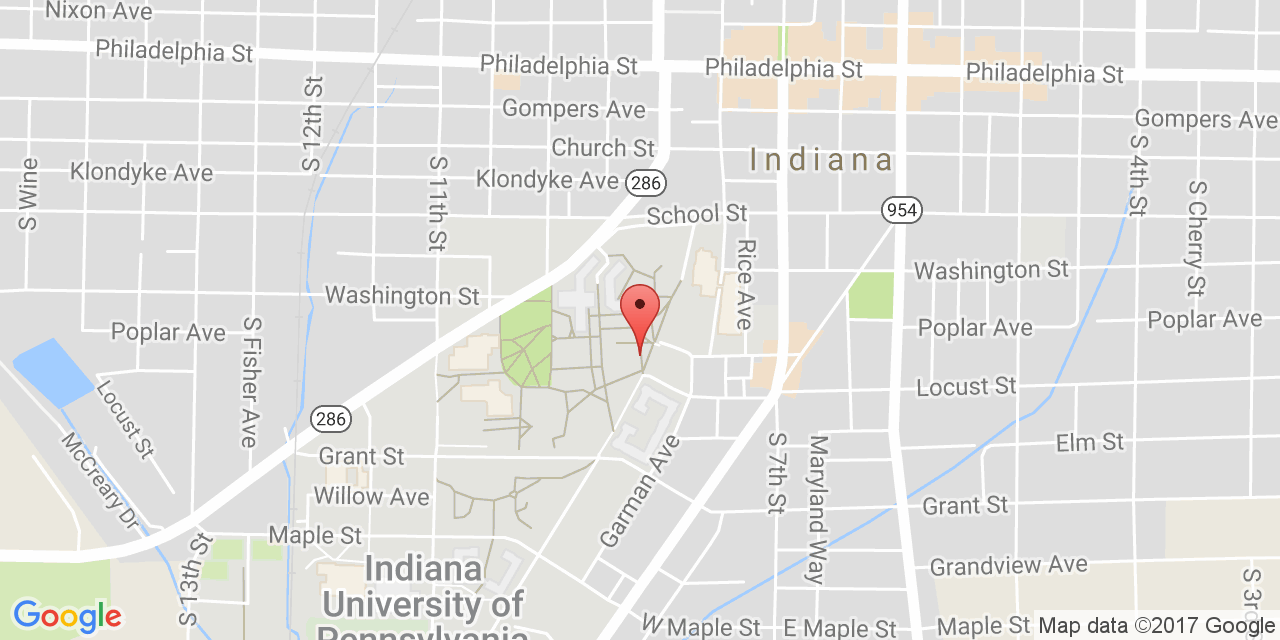 Nixon Ave
Philadelphia St
Philadelphia St
Philadelphia St
Philadelphia St
Gompers Ave
Gompers Ave
S 12th St
Church St
Indiana
S 4th St
Klondyke Ave
Klondyke Ave
286
S Wine
S 11th St
School St
954
S Cherry St
Rice Ave
Washington St
Washington St
Poplar Ave
Poplar Ave
Poplar Ave
S Fisher Ave
Locust St
Locust St
286
McCreary Dr
Grant St
Elm St
S 7th St
Maryland Way
Garman Ave
Willow Ave
Grant St
Maple St
S 13th St
Indiana
University of
Pennsylvania
Grandview Ave
S 3rd
W Maple St
E Maple St
Maple St
Google
Map data ©2017 Google